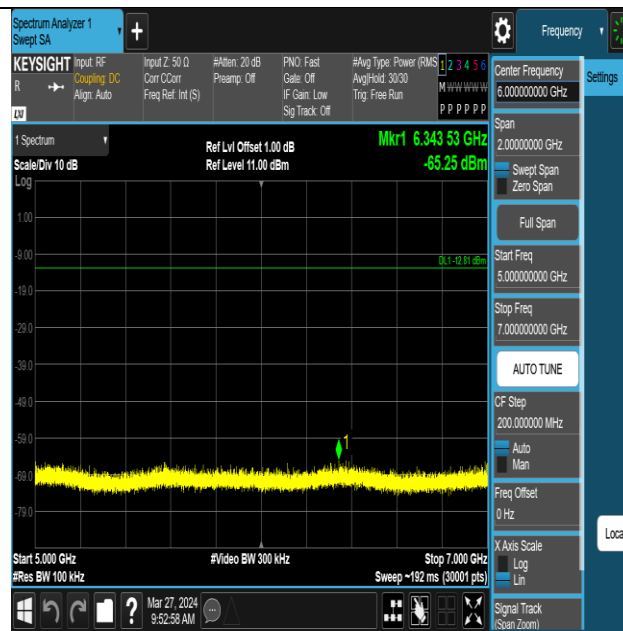 Spectrum Analyzer 1
Swept SA
Frequency
KEYSIGHT
R
LXI
Input: RF
Coupling: DC
Align: Auto
Input Z: 50 Ω
Corr CCorr
Freq Ref: Int (S)
#Atten: 20 dB
Preamp: Off
PNO: Fast
Gate: Off
IF Gain: Low
Sig Track: Off
#Avg Type: Power (RMS
Avg|Hold: 30/30
Trig: Free Run
1 2 3 4 5 6
M W W W W W
P P P P P P
1 Spectrum
Scale/Div 10 dB
Log
Ref Lvl Offset 1.00 dB
Ref Level 11.00 dBm
Mkr1 6.343 53 GHz
-65.25 dBm
1.00
-9.00
DL1 -12.81 dBm
-19.0
-29.0
-39.0
-49.0
-59.0
1
-69.0
-79.0
Start 5.000 GHz
#Res BW 100 kHz
#Video BW 300 kHz
Stop 7.000 GHz
Sweep ~192 ms (30001 pts)
Mar 27, 2024
9:52:58 AM
Center Frequency
6.000000000 GHz
Settings
Span
2.00000000 GHz
Swept Span
Zero Span
Full Span
Start Freq
5.000000000 GHz
Stop Freq
7.000000000 GHz
AUTO TUNE
CF Step
200.000000 MHz
Auto
Man
Freq Offset
0 Hz
Loca
X Axis Scale
Log
Lin
Signal Track
(Span Zoom)